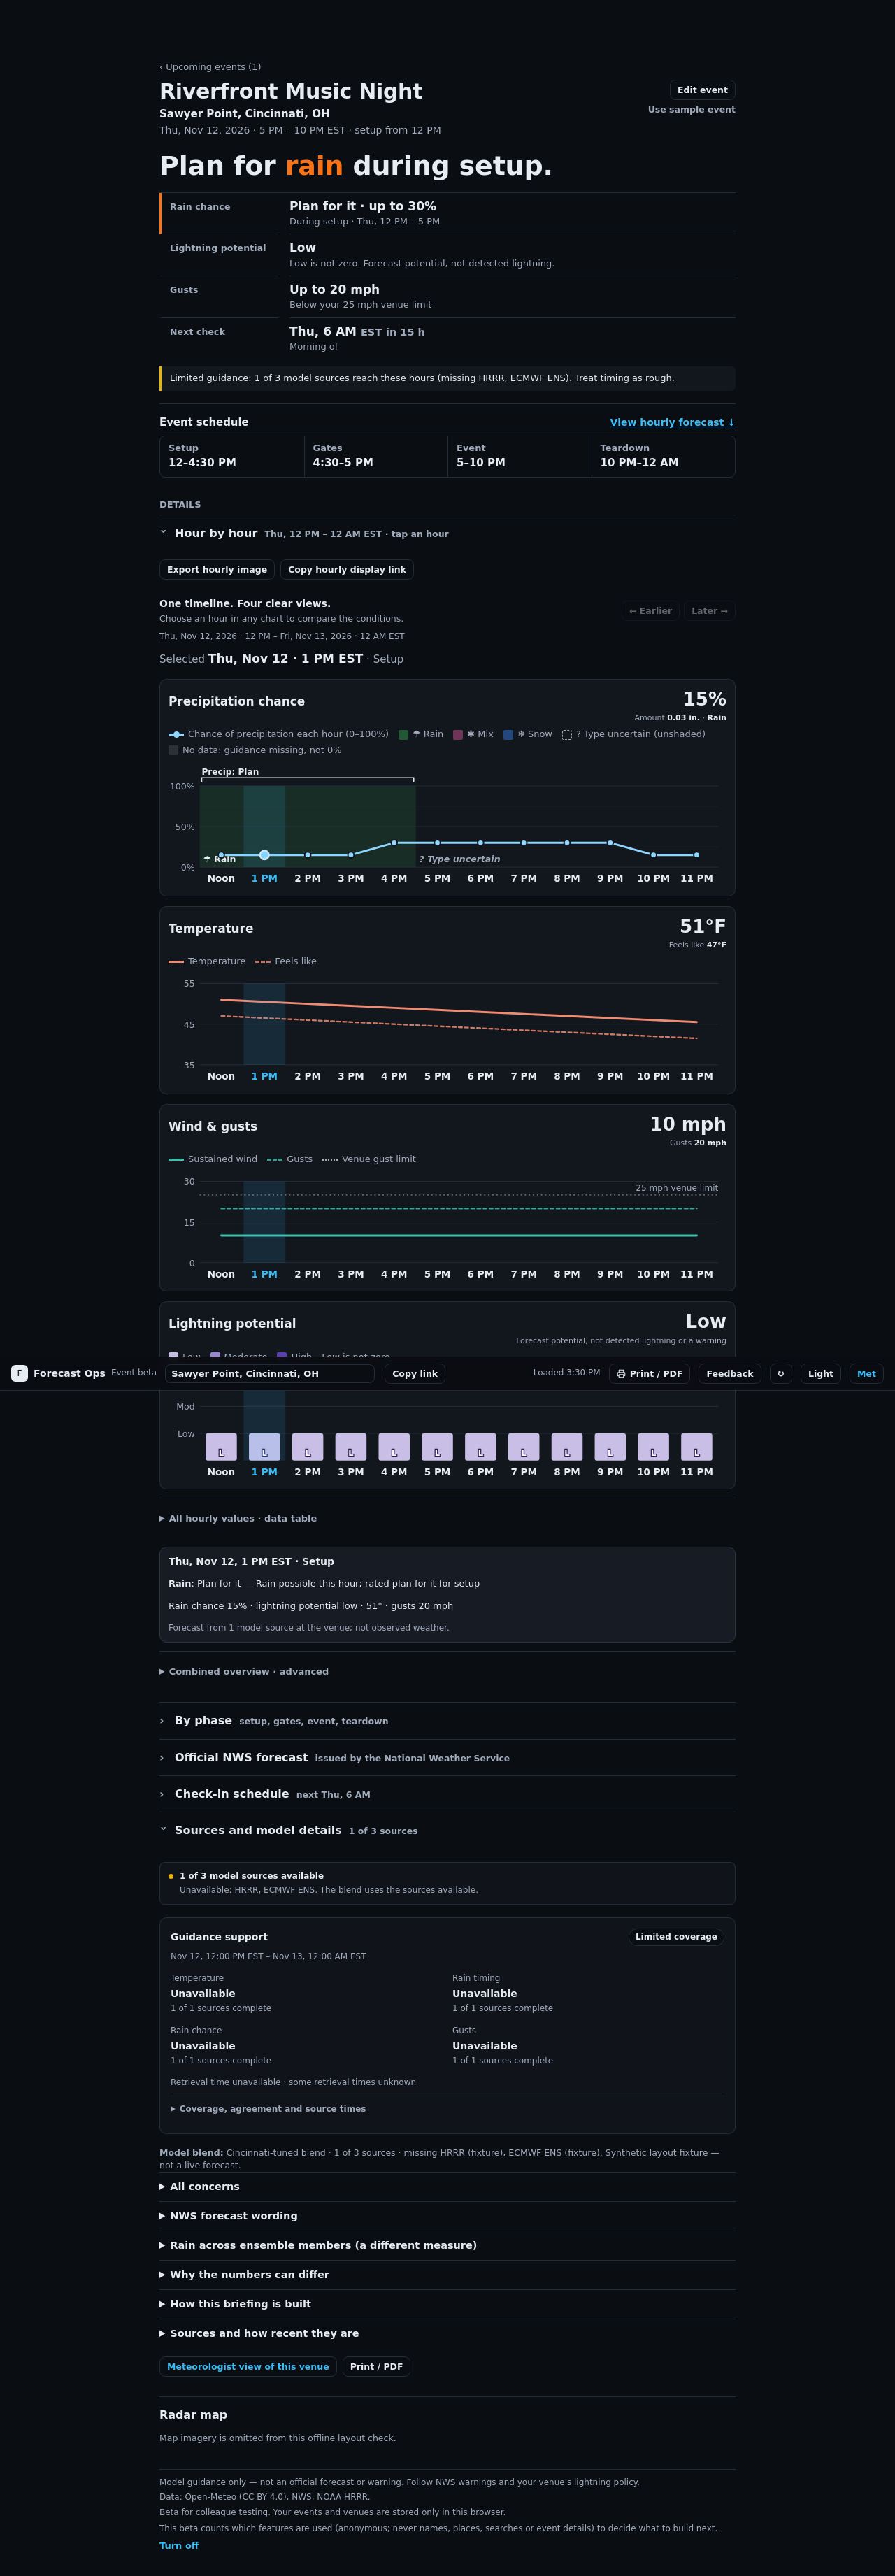 ‹ Upcoming events (1)
Riverfront Music Night
Edit event
Sawyer Point, Cincinnati, OH
Use sample event
Thu, Nov 12, 2026 · 5 PM – 10 PM EST · setup from 12 PM
Plan for rain during setup.
Rain chance
Plan for it · up to 30%
During setup · Thu, 12 PM – 5 PM
Lightning potential
Low
Low is not zero. Forecast potential, not detected lightning.
Gusts
Up to 20 mph
Below your 25 mph venue limit
Next check
Thu, 6 AM EST in 15 h
Morning of
Limited guidance: 1 of 3 model sources reach these hours (missing HRRR, ECMWF ENS). Treat timing as rough.
Event schedule
View hourly forecast ↓
Setup
12–4:30 PM
Gates
4:30–5 PM
Event
5–10 PM
Teardown
10 PM–12 AM
DETAILS
Hour by hour Thu, 12 PM – 12 AM EST · tap an hour
Export hourly image
Copy hourly display link
One timeline. Four clear views.
Choose an hour in any chart to compare the conditions.
← Earlier
Later →
Thu, Nov 12, 2026 · 12 PM – Fri, Nov 13, 2026 · 12 AM EST
Selected Thu, Nov 12 · 1 PM EST · Setup
Precipitation chance
15%
Amount 0.03 in. · Rain
Chance of precipitation each hour (0–100%) ☂ Rain ✱ Mix ❄ Snow ? Type uncertain (unshaded)
No data: guidance missing, not 0%
Precip: Plan
100%
50%
0%
☂ Rain
? Type uncertain
Noon 1 PM 2 PM 3 PM 4 PM 5 PM 6 PM 7 PM 8 PM 9 PM 10 PM 11 PM
Temperature
51°F
Feels like 47°F
Temperature Feels like
55
45
35
Noon 1 PM 2 PM 3 PM 4 PM 5 PM 6 PM 7 PM 8 PM 9 PM 10 PM 11 PM
Wind & gusts
10 mph
Gusts 20 mph
Sustained wind Gusts Venue gust limit
30
25 mph venue limit
15
0
Noon 1 PM 2 PM 3 PM 4 PM 5 PM 6 PM 7 PM 8 PM 9 PM 10 PM 11 PM
Lightning potential
Low
Forecast potential, not detected lightning or a warning
Low Moderate High Low is not zero
F Forecast Ops Event beta
Sawyer Point, Cincinnati, OH
Copy link
Loaded 3:30 PM
Print / PDF
Feedback
↻
Light
Met
Mod
Low
L L L L L L L L L L L L
Noon 1 PM 2 PM 3 PM 4 PM 5 PM 6 PM 7 PM 8 PM 9 PM 10 PM 11 PM
All hourly values · data table
Thu, Nov 12, 1 PM EST · Setup
Rain: Plan for it — Rain possible this hour; rated plan for it for setup
Rain chance 15% · lightning potential low · 51° · gusts 20 mph
Forecast from 1 model source at the venue; not observed weather.
Combined overview · advanced
By phase setup, gates, event, teardown
Official NWS forecast issued by the National Weather Service
Check-in schedule next Thu, 6 AM
Sources and model details 1 of 3 sources
1 of 3 model sources available
Unavailable: HRRR, ECMWF ENS. The blend uses the sources available.
Guidance support
Limited coverage
Nov 12, 12:00 PM EST – Nov 13, 12:00 AM EST
Temperature
Unavailable
1 of 1 sources complete
Rain timing
Unavailable
1 of 1 sources complete
Rain chance
Unavailable
1 of 1 sources complete
Gusts
Unavailable
1 of 1 sources complete
Retrieval time unavailable · some retrieval times unknown
Coverage, agreement and source times
Model blend: Cincinnati-tuned blend · 1 of 3 sources · missing HRRR (fixture), ECMWF ENS (fixture). Synthetic layout fixture —
not a live forecast.
All concerns
NWS forecast wording
Rain across ensemble members (a different measure)
Why the numbers can differ
How this briefing is built
Sources and how recent they are
Meteorologist view of this venue
Print / PDF
Radar map
Map imagery is omitted from this offline layout check.
Model guidance only — not an official forecast or warning. Follow NWS warnings and your venue's lightning policy.
Data: Open-Meteo (CC BY 4.0), NWS, NOAA HRRR.
Beta for colleague testing. Your events and venues are stored only in this browser.
This beta counts which features are used (anonymous; never names, places, searches or event details) to decide what to build next.
Turn off